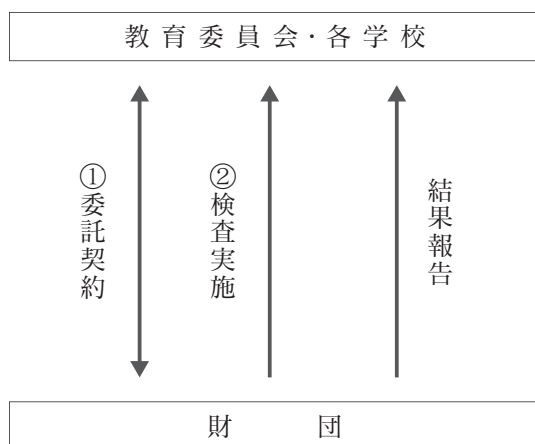 教育委員会・各学校
①委託契約
②検査実施
結果報告
財団